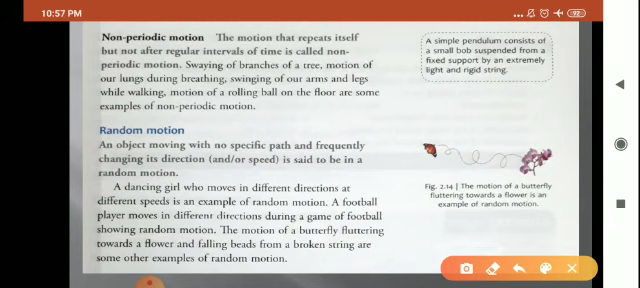 10:57 PM
92
Non-periodic motion The motion that repeats itself
but not after regular intervals of time is called non-
periodic motion. Swaying of branches of a tree, motion of
our lungs during breathing, swinging of our arms and legs
while walking, motion of a rolling ball on the floor are some
examples of non-periodic motion.
Random motion
An object moving with no specific path and frequently
changing its direction (and/or speed) is said to be in a
random motion.
A dancing girl who moves in different directions at
different speeds is an example of random motion. A football
player moves in different directions during a game of football
showing random motion. The motion of a butterfly fluttering
towards a flower and falling beads from a broken string are
some other examples of random motion.
A simple pendulum consists of
a small bob suspended from a
fixed support by an extremely
light and rigid string.
Fig. 2.14 | The motion of a butterfly
fluttering towards a flower is an
example of random motion.